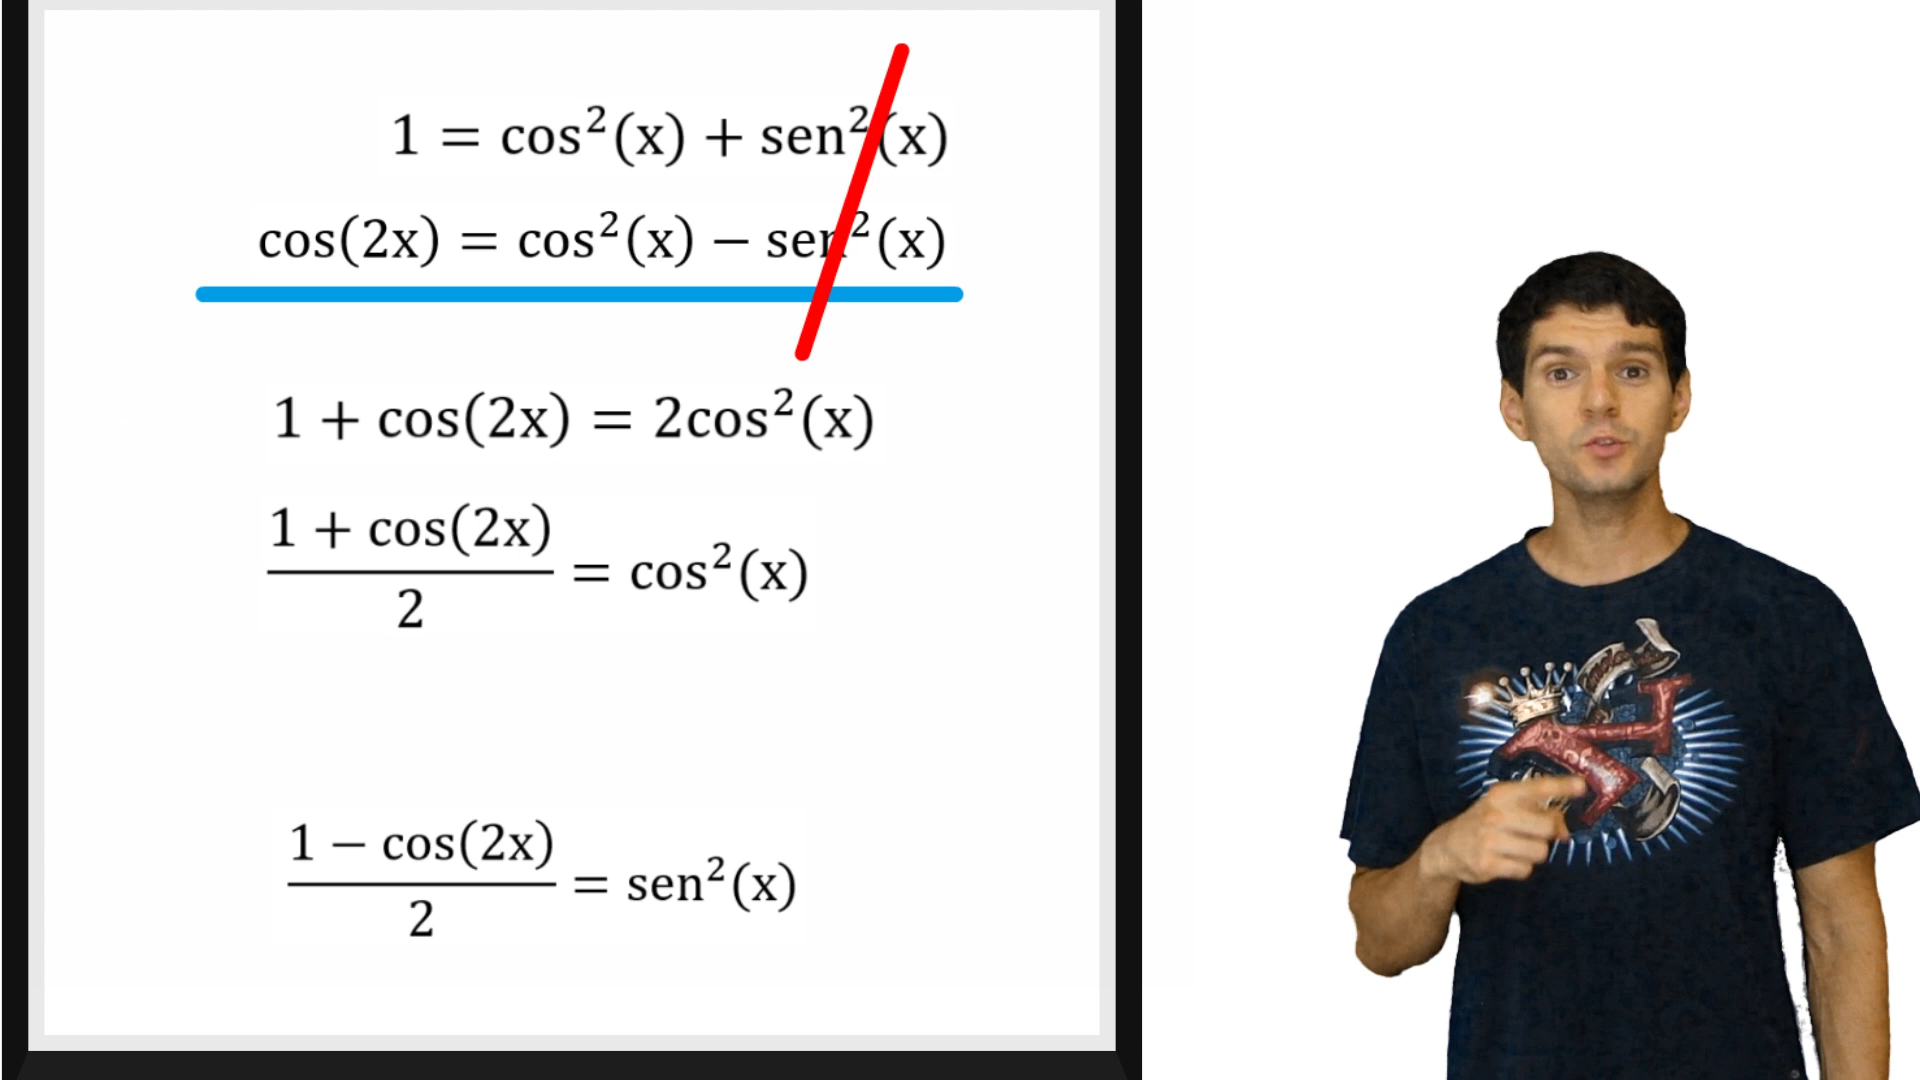 1 = cos²(x) + sen²(x)
cos(2x) = cos²(x) − sen²(x)
1 + cos(2x) = 2cos²(x)
1 + cos(2x)
2
= cos²(x)
1 − cos(2x)
2
= sen²(x)